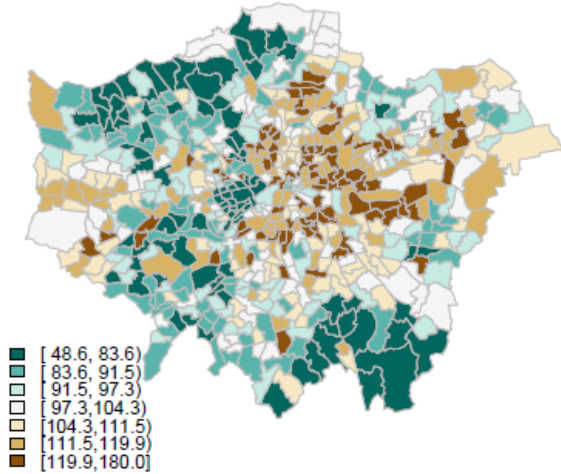 [ 48.6, 83.6)
[ 83.6, 91.5)
[ 91.5, 97.3)
[ 97.3,104.3)
[104.3,111.5)
[111.5,119.9)
[119.9,180.0]